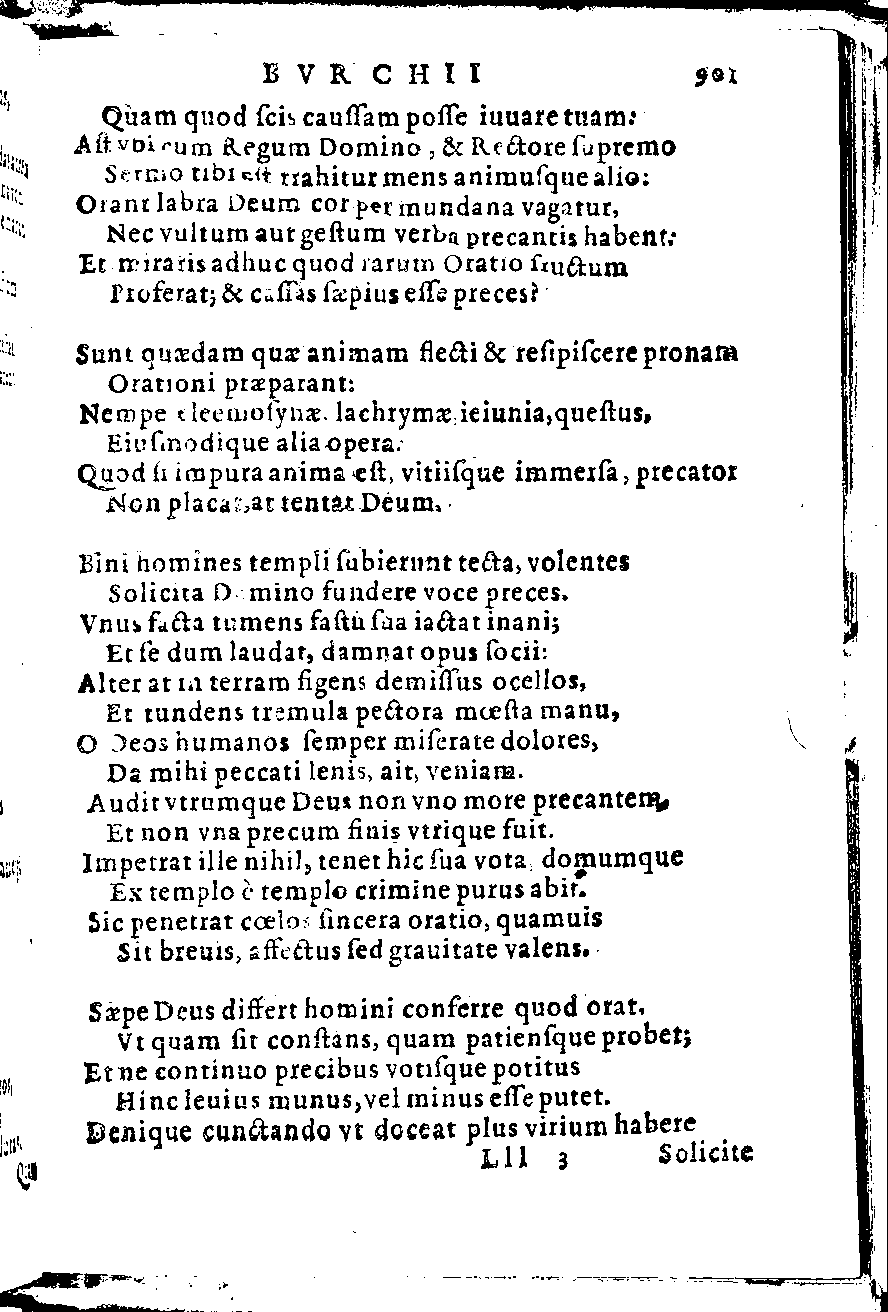 BVRCHII 901
Quam quod ſcis cauſſam poſſe iuuare tuam:
Aſt vbi cum Regum Domino, & Rectore ſupremo
Sermo tibi eſt trahitur mens animuſque alio:
Orant labra Deum cor per mundana vagatur,
Nec vultum aut geſtum verba precantis habent:
Et miraris adhuc quod rarum Oratio fructum
Proferat; & caſſas ſæpius eſſe preces?
Sunt quædam quæ animam flecti & reſipiſcere pronam
Orationi præparant:
Nempe eleemoſynæ, lachrymæ, ieiunia, queſtus,
Eiuſmodique alia opera:
Quod ſi impura anima eſt, vitiiſque immerſa, precator
Non placat, at tentat Deum.
Bini homines templi ſubierunt tecta, volentes
Solicita Domino fundere voce preces.
Vnus facta tumens faſtu ſua iactat inani;
Et ſe dum laudat, damnat opus ſocii:
Alter at in terram figens demiſſus ocellos,
Et tundens tremula pectora mœſta manu,
O Deos humanos ſemper miſerate dolores,
Da mihi peccati lenis, ait, veniam.
Audit vtrumque Deus non vno more precantem,
Et non vna precum finis vtrique fuit.
Impetrat ille nihil, tenet hic ſua vota, domumque
Ex templo è templo crimine purus abit.
Sic penetrat cœlos ſincera oratio, quamuis
Sit breuis, affectus ſed grauitate valens.
Sæpe Deus differt homini conferre quod orat,
Vt quam ſit conſtans, quam patienſque probet;
Et ne continuo precibus votiſque potitus
Hinc leuius munus, vel minus eſſe putet.
Denique cunctando vt doceat plus virium habere
Lll 3 Solicite